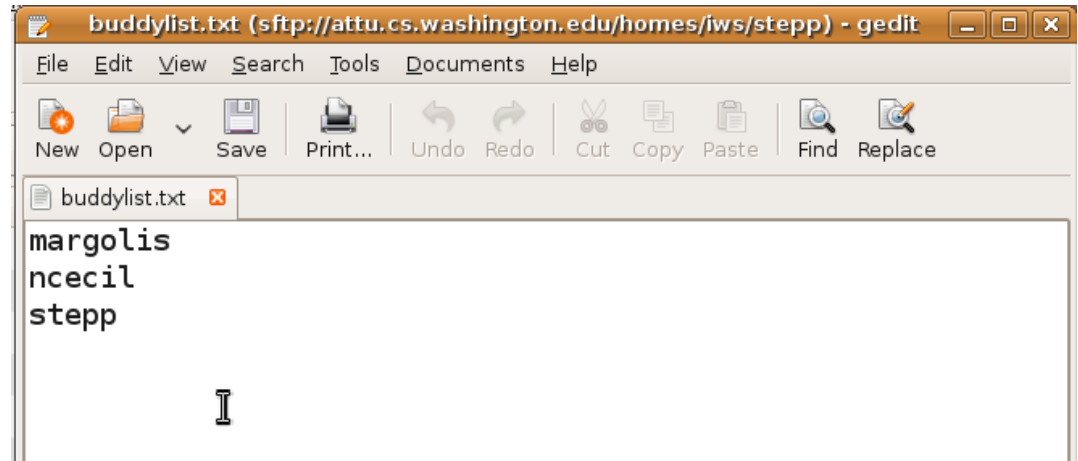 buddylist.txt (sftp://attu.cs.washington.edu/homes/iws/stepp) - gedit
File Edit View Search Tools Documents Help
New Open Save Print... Undo Redo Cut Copy Paste Find Replace
buddylist.txt
margolis
ncecil
stepp